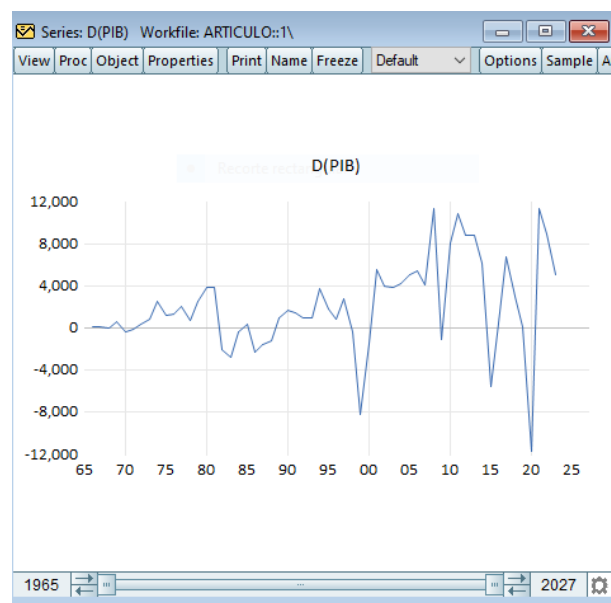 Series: D(PIB) Workfile: ARTICULO::1\
View Proc Object Properties Print Name Freeze Default Options Sample A
Recorte rectan
D(PIB)
12,000
8,000
4,000
0
-4,000
-8,000
-12,000
65 70 75 80 85 90 95 00 05 10 15 20 25
1965 2027